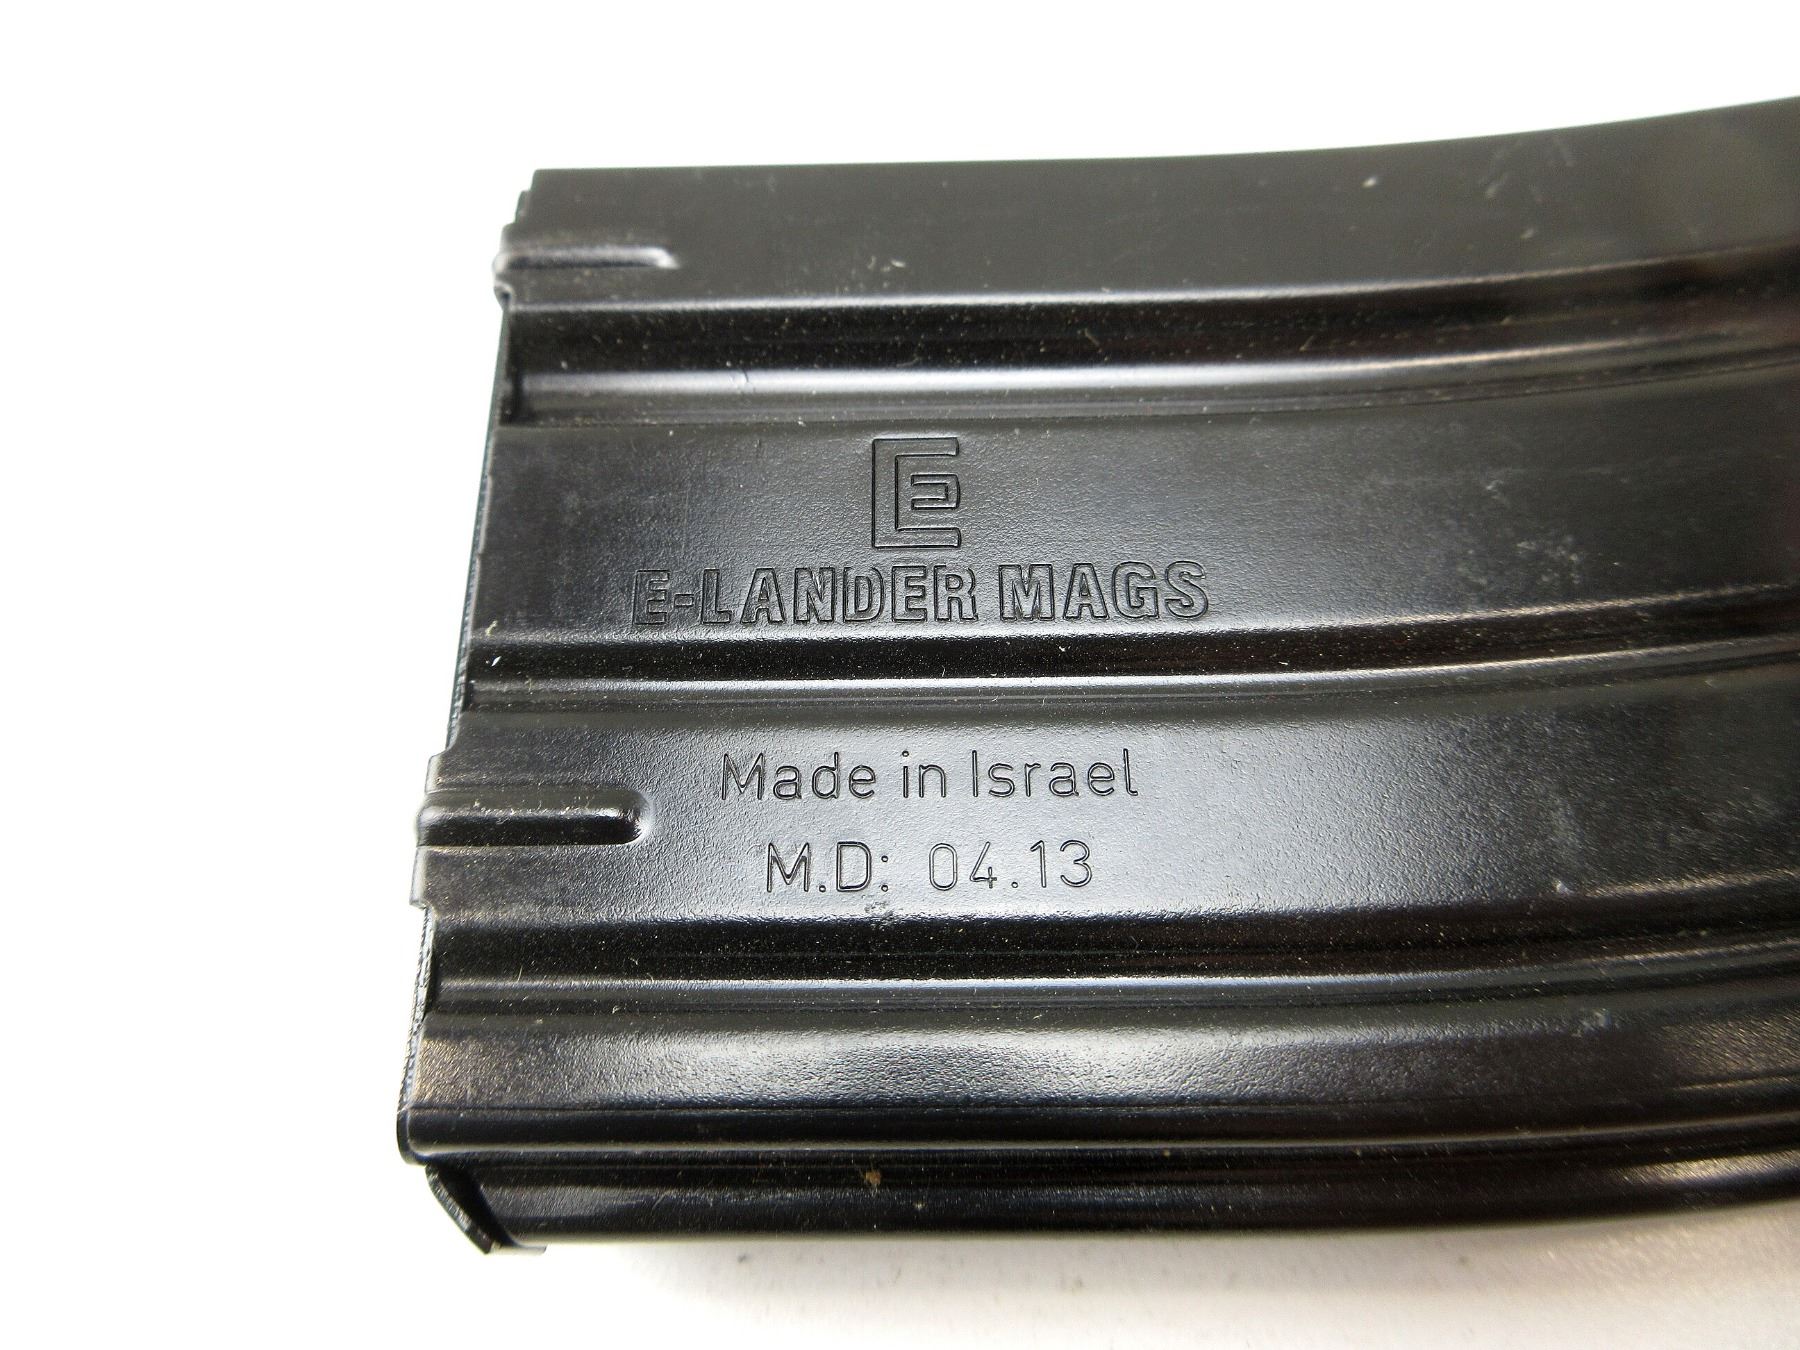 E
E-LANDER MAGS
Made in Israel
M.D: 04.13